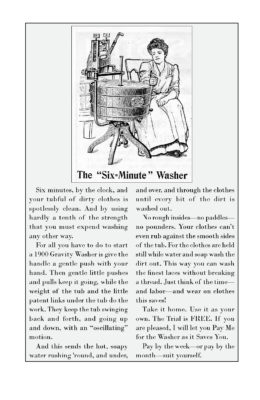 The "Six-Minute" Washer
Six minutes, by the clock, and
your tubful of dirty clothes is
spotlessly clean. And by using
hardly a tenth of the strength
that you must expend washing
any other way.
For all you have to do to start
a 1900 Gravity Washer is give the
handle a gentle push with your
hand. Then gentle little pushes
and pulls keep it going, while the
weight of the tub and the little
patent links under the tub do the
work. They keep the tub swinging
back and forth, and going up
and down, with an "oscillating"
motion.
And this sends the hot, soapy
water rushing 'round, and under,
and over, and through the clothes
until every bit of the dirt is
washed out.
No rough insides—no paddles—
no pounders. Your clothes can't
even rub against the smooth sides
of the tub. For the clothes are held
still while water and soap wash the
dirt out. This way you can wash
the finest laces without breaking
a thread. Just think of the time—
and labor—and wear on clothes
this saves!
Take it home. Use it as your
own. The Trial is FREE. If you
are pleased, I will let you Pay Me
for the Washer as it Saves You.
Pay by the week—or pay by the
month—suit yourself.